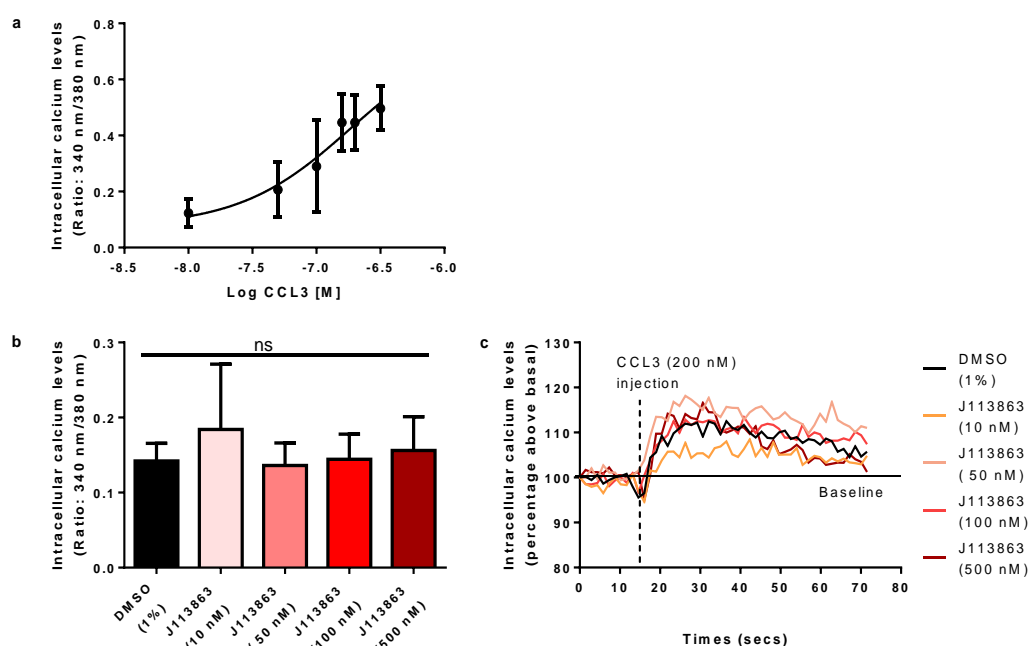 a
Intracellular calcium levels
(Ratio: 340 nm/380 nm)
0.8
0.6
0.4
0.2
0.0
-8.5 -8.0 -7.5 -7.0 -6.5 -6.0
Log CCL3 [M]
b
Intracellular calcium levels
(Ratio: 340 nm/380 nm)
0.3
0.2
0.1
0.0
ns
DMSO
(1%)
J113863
(10 nM)
J113863
( 50 nM)
J113863
(100 nM)
J113863
(500 nM)
c
Intracellular calcium levels
(percentage above basal)
130
120
110
100
90
80
CCL3 (200 nM)
injection
Baseline
0 10 20 30 40 50 60 70 80
Times (secs)
DMSO
(1%)
J113863
(10 nM)
J113863
( 50 nM)
J113863
(100 nM)
J113863
(500 nM)